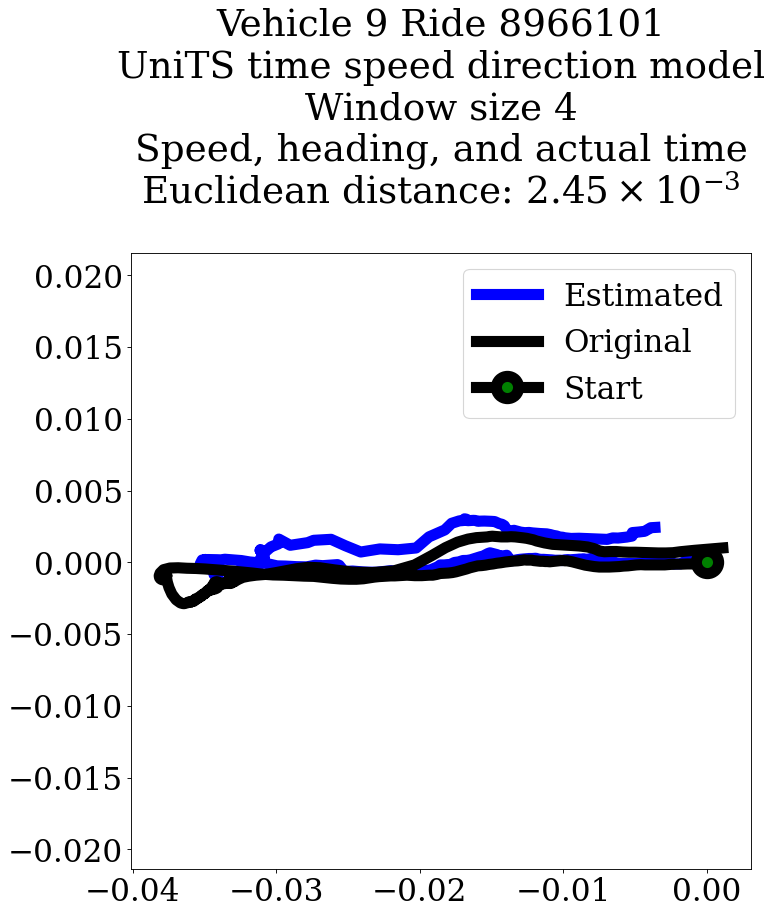 Vehicle 9 Ride 8966101
UniTS time speed direction model
Window size 4
Speed, heading, and actual time
Euclidean distance: 2.45 × 10⁻³
Estimated
Original
Start
0.020
0.015
0.010
0.005
0.000
−0.005
−0.010
−0.015
−0.020
−0.04 −0.03 −0.02 −0.01 0.00